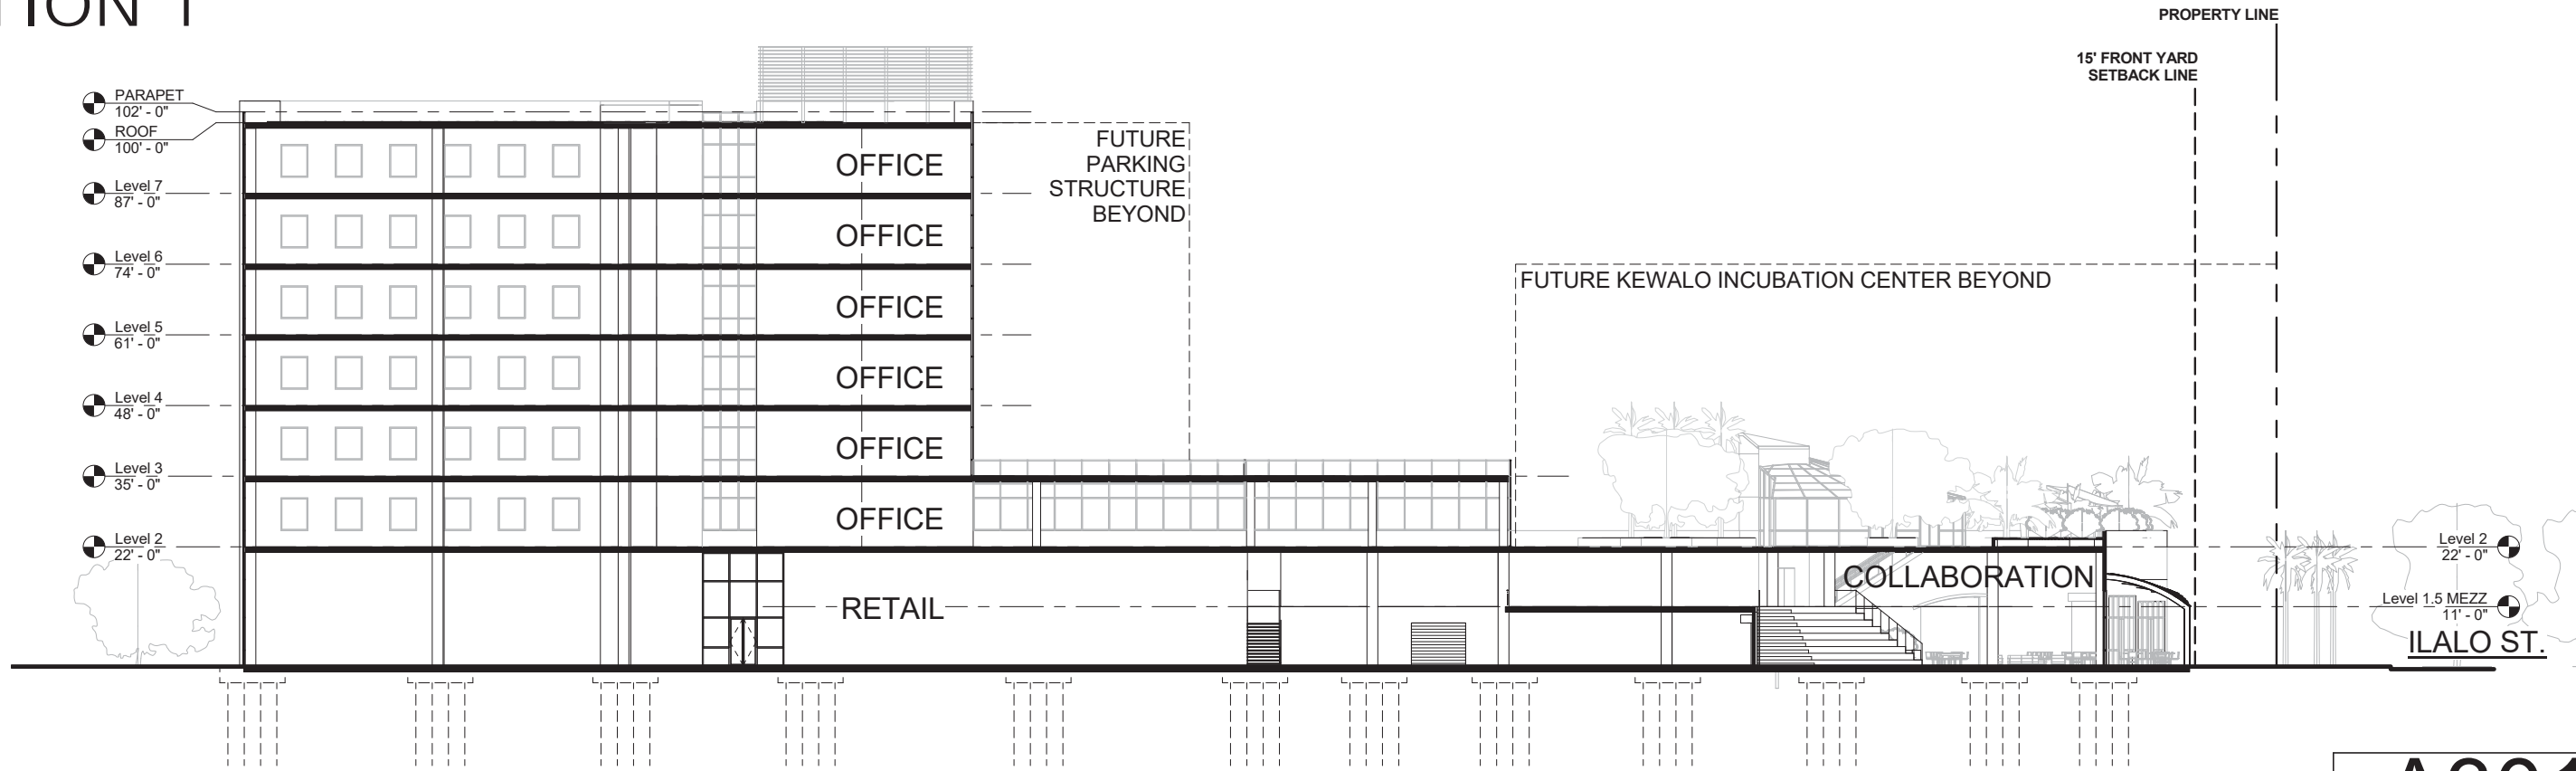 TION 1
PROPERTY LINE
15' FRONT YARD
SETBACK LINE
PARAPET
102' - 0"
ROOF
100' - 0"
Level 7
87' - 0"
Level 6
74' - 0"
Level 5
61' - 0"
Level 4
48' - 0"
Level 3
35' - 0"
Level 2
22' - 0"
OFFICE
OFFICE
OFFICE
OFFICE
OFFICE
OFFICE
RETAIL
FUTURE
PARKING
STRUCTURE
BEYOND
FUTURE KEWALO INCUBATION CENTER BEYOND
COLLABORATION
Level 2
22' - 0"
Level 1.5 MEZZ
11' - 0"
ILALO ST.